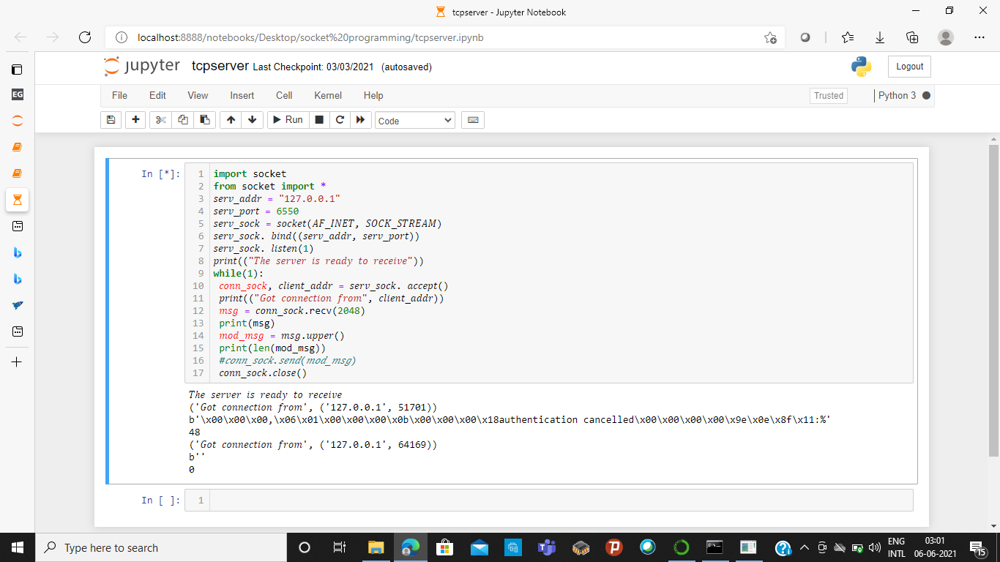 tcpserver - Jupyter Notebook
localhost:8888/notebooks/Desktop/socket%20programming/tcpserver.ipynb
EG
jupyter tcpserver Last Checkpoint: 03/03/2021 (autosaved)
Logout
File Edit View Insert Cell Kernel Help
Trusted
Python 3
Run
Code
In [*]:
1 import socket
2 from socket import *
3 serv_addr = "127.0.0.1"
4 serv_port = 6550
5 serv_sock = socket(AF_INET, SOCK_STREAM)
6 serv_sock. bind((serv_addr, serv_port))
7 serv_sock. listen(1)
8 print(("The server is ready to receive"))
9 while(1):
10  conn_sock, client_addr = serv_sock. accept()
11  print(("Got connection from", client_addr))
12  msg = conn_sock.recv(2048)
13  print(msg)
14  mod_msg = msg.upper()
15  print(len(mod_msg))
16  #conn_sock.send(mod_msg)
17  conn_sock.close()
The server is ready to receive
('Got connection from', ('127.0.0.1', 51701))
b'\x00\x00\x00,\x06\x01\x00\x00\x00\x0b\x00\x00\x00\x18authentication cancelled\x00\x00\x00\x00\x9e\x0e\x8f\x11:%'
48
('Got connection from', ('127.0.0.1', 64169))
b''
0
In [ ]:
1
Type here to search
ENG
INTL
03:01
06-06-2021
15